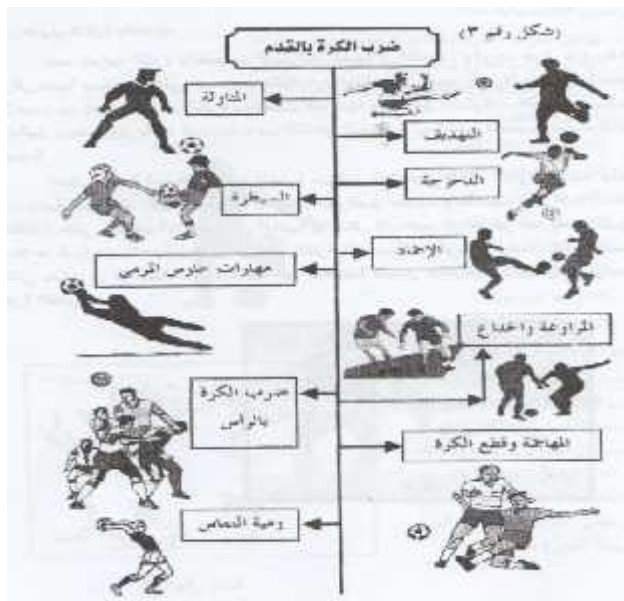 (شكل رقم ٣)
ضرب الكرة بالقدم
المناولة
التهديف
الدحرجة
السيطرة
الإخماد
مهارات حارس المرمى
المراوغة والخداع
ضرب الكرة
بالرأس
المهاجمة وقطع الكرة
رمية التماس